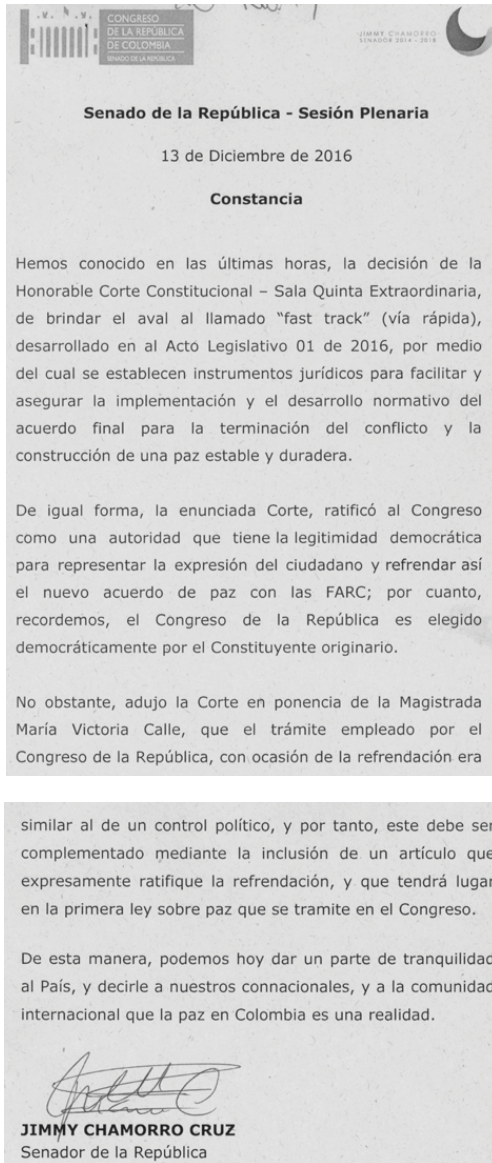 CONGRESO
DE LA REPÚBLICA
DE COLOMBIA
SENADO DE LA REPÚBLICA
JIMMY CHAMORRO
SENADOR 2014 - 2018
Senado de la República - Sesión Plenaria
13 de Diciembre de 2016
Constancia
Hemos conocido en las últimas horas, la decisión de la
Honorable Corte Constitucional – Sala Quinta Extraordinaria,
de brindar el aval al llamado “fast track” (vía rápida),
desarrollado en al Acto Legislativo 01 de 2016, por medio
del cual se establecen instrumentos jurídicos para facilitar y
asegurar la implementación y el desarrollo normativo del
acuerdo final para la terminación del conflicto y la
construcción de una paz estable y duradera.
De igual forma, la enunciada Corte, ratificó al Congreso
como una autoridad que tiene la legitimidad democrática
para representar la expresión del ciudadano y refrendar así
el nuevo acuerdo de paz con las FARC; por cuanto,
recordemos, el Congreso de la República es elegido
democráticamente por el Constituyente originario.
No obstante, adujo la Corte en ponencia de la Magistrada
María Victoria Calle, que el trámite empleado por el
Congreso de la República, con ocasión de la refrendación era
similar al de un control político, y por tanto, este debe ser
complementado mediante la inclusión de un artículo que
expresamente ratifique la refrendación, y que tendrá lugar
en la primera ley sobre paz que se tramite en el Congreso.
De esta manera, podemos hoy dar un parte de tranquilidad
al País, y decirle a nuestros connacionales, y a la comunidad
internacional que la paz en Colombia es una realidad.
JIMMY CHAMORRO CRUZ
Senador de la República